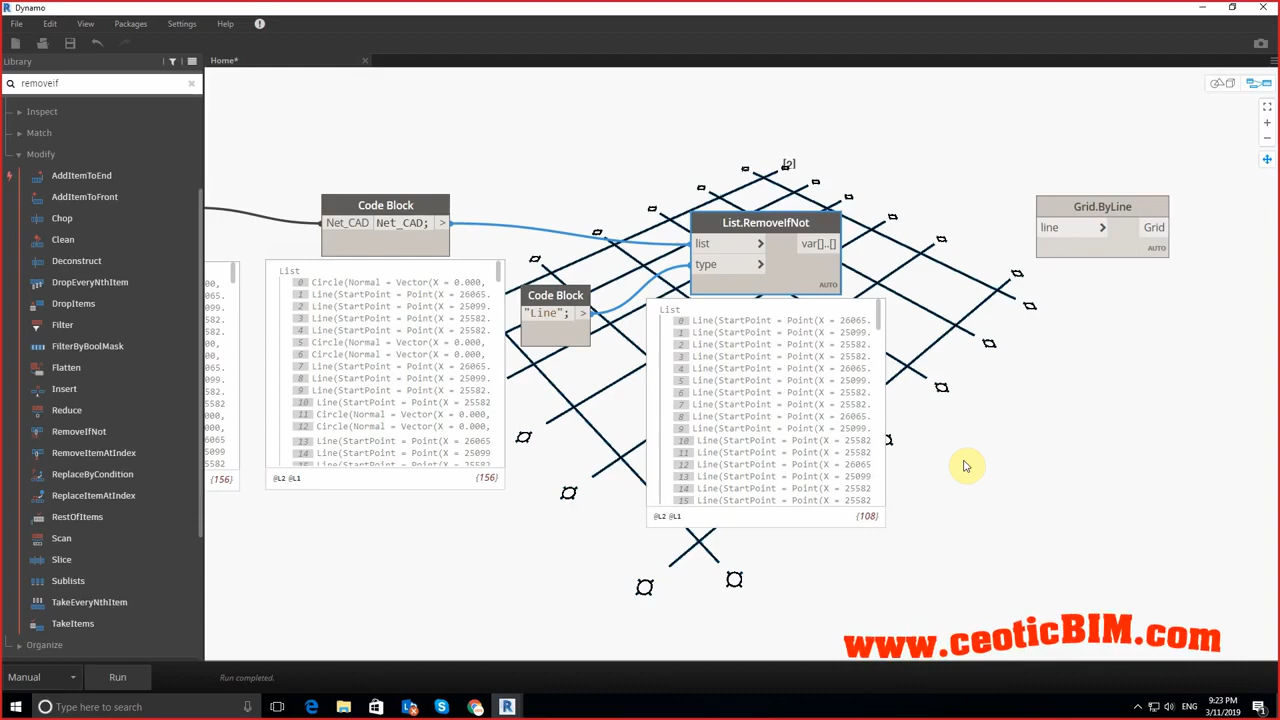 Dynamo
File Edit View Packages Settings Help
Library
Home*
removeif
Inspect
Match
Modify
AddItemToEnd
AddItemToFront
Chop
Clean
Deconstruct
DropEveryNthItem
DropItems
Filter
FilterByBoolMask
Flatten
Insert
Reduce
RemoveIfNot
RemoveItemAtIndex
ReplaceByCondition
ReplaceItemAtIndex
RestOfItems
Scan
Slice
Sublists
TakeEveryNthItem
TakeItems
Organize
{156}
Code Block
Net_CAD Net_CAD; >
List
0 Circle(Normal = Vector(X = 0.000,
1 Line(StartPoint = Point(X = 26065.
2 Line(StartPoint = Point(X = 25099.
3 Line(StartPoint = Point(X = 25582.
4 Line(StartPoint = Point(X = 25582.
5 Circle(Normal = Vector(X = 0.000,
6 Circle(Normal = Vector(X = 0.000,
7 Line(StartPoint = Point(X = 26065.
8 Line(StartPoint = Point(X = 25099.
9 Line(StartPoint = Point(X = 25582.
10 Line(StartPoint = Point(X = 25582
11 Circle(Normal = Vector(X = 0.000,
12 Circle(Normal = Vector(X = 0.000,
13 Line(StartPoint = Point(X = 26065
14 Line(StartPoint = Point(X = 25099
@L2 @L1 {156}
Code Block
"Line"; >
[2]
List.RemoveIfNot
list > var[]..[]
type >
AUTO
List
0 Line(StartPoint = Point(X = 26065.
1 Line(StartPoint = Point(X = 25099.
2 Line(StartPoint = Point(X = 25582.
3 Line(StartPoint = Point(X = 25582.
4 Line(StartPoint = Point(X = 26065.
5 Line(StartPoint = Point(X = 25099.
6 Line(StartPoint = Point(X = 25582.
7 Line(StartPoint = Point(X = 25582.
8 Line(StartPoint = Point(X = 26065.
9 Line(StartPoint = Point(X = 25099.
10 Line(StartPoint = Point(X = 25582
11 Line(StartPoint = Point(X = 25582
12 Line(StartPoint = Point(X = 26065
13 Line(StartPoint = Point(X = 25099
14 Line(StartPoint = Point(X = 25582
15 Line(StartPoint = Point(X = 25582
@L2 @L1 {108}
Grid.ByLine
line > Grid
AUTO
www.ceoticBIM.com
Manual Run Run completed.
Type here to search
ENG
9:23 PM
3/11/2019